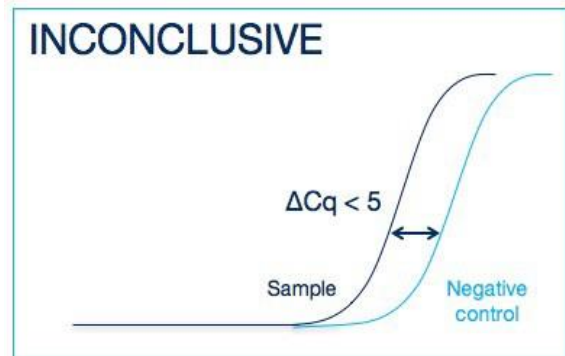 INCONCLUSIVE
ΔCq < 5
Sample
Negative
control